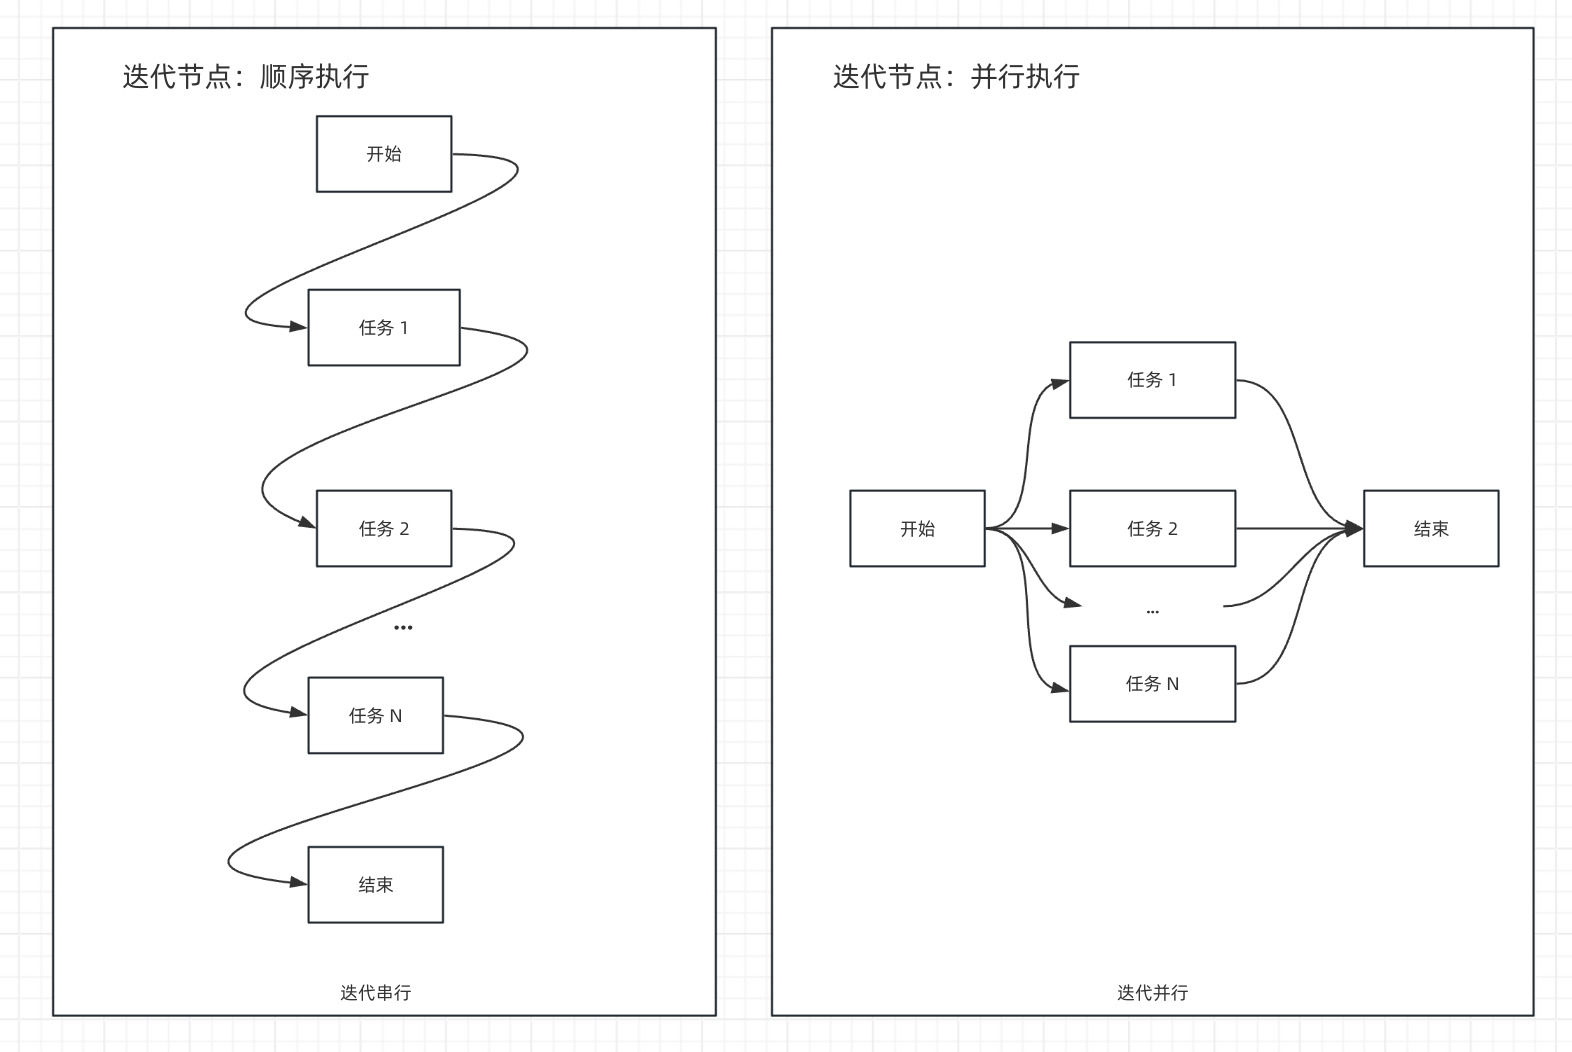 迭代节点：顺序执行
开始
任务 1
任务 2
...
任务 N
结束
迭代串行
迭代节点：并行执行
任务 1
开始
任务 2
结束
...
任务 N
迭代并行